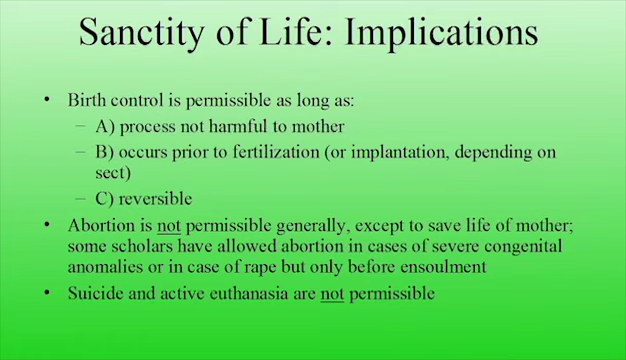 Sanctity of Life: Implications
• Birth control is permissible as long as:
– A) process not harmful to mother
– B) occurs prior to fertilization (or implantation, depending on
sect)
– C) reversible
• Abortion is not permissible generally, except to save life of mother;
some scholars have allowed abortion in cases of severe congenital
anomalies or in case of rape but only before ensoulment
• Suicide and active euthanasia are not permissible